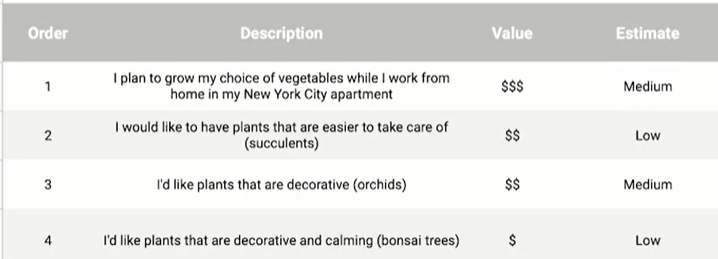 Order Description Value Estimate
1 I plan to grow my choice of vegetables while I work from home in my New York City apartment $$$ Medium
2 I would like to have plants that are easier to take care of (succulents) $$ Low
3 I'd like plants that are decorative (orchids) $$ Medium
4 I'd like plants that are decorative and calming (bonsai trees) $ Low